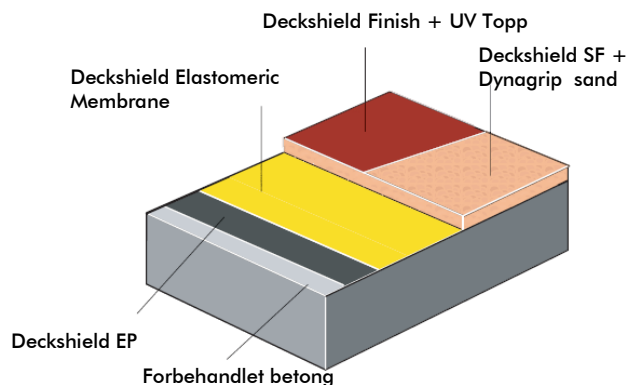 Deckshield Finish + UV Topp
Deckshield SF +
Dynagrip sand
Deckshield Elastomeric
Membrane
Deckshield EP
Forbehandlet betong